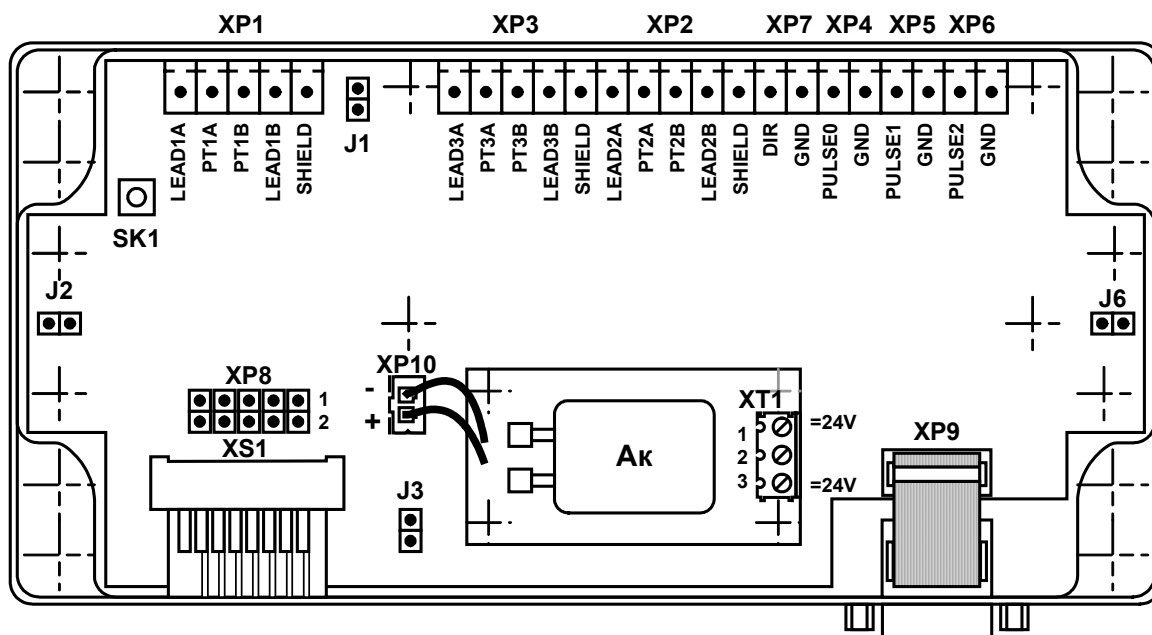 XP1 XP3 XP2 XP7 XP4 XP5 XP6
LEAD1A
PT1A
PT1B
LEAD1B
SHIELD
J1
LEAD3A
PT3A
PT3B
LEAD3B
SHIELD
LEAD2A
PT2A
PT2B
LEAD2B
SHIELD
DIR
GND
PULSE0
GND
PULSE1
GND
PULSE2
GND
SK1
J2
J6
XP8
1
2
XP10
-
+
XS1
J3
Ак
XT1
1
2
3
=24V
=24V
XP9